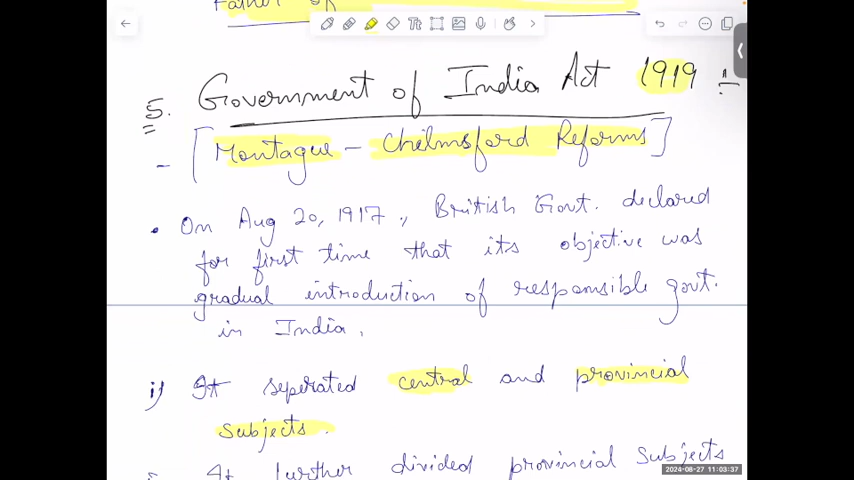 Father of
5. Government of India Act 1919 :-
- [Montague - Chelmsford Reforms]
• On Aug 20, 1917, British Govt. declared
for first time that its objective was
gradual introduction of responsible govt.
in India.
i) It seperated central and provincial
subjects.
It further divided provincial subjects
2024-08-27 11:03:37